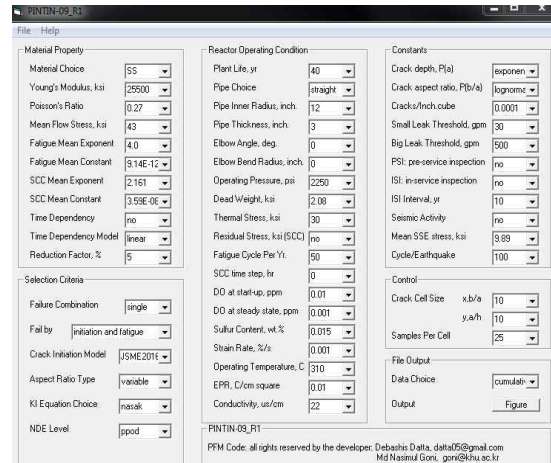 PINTIN-09_R1
File Help
Material Property
Material Choice SS
Young's Modulus, ksi 25500
Poisson's Ratio 0.27
Mean Flow Stress, ksi 43
Fatigue Mean Exponent 4.0
Fatigue Mean Constant 9.14E-12
SCC Mean Exponent 2.161
SCC Mean Constant 3.59E-08
Time Dependency no
Time Dependency Model linear
Reduction Factor, % 5
Selection Criteria
Failure Combination single
Fail by initiation and fatigue
Crack Initiation Model JSME2016
Aspect Ratio Type variable
KI Equation Choice nasak
NDE Level ppod
Reactor Operating Condition
Plant Life, yr 40
Pipe Choice straight
Pipe Inner Radius, inch. 12
Pipe Thickness, inch. 3
Elbow Angle, deg. 0
Elbow Bend Radius, inch. 0
Operating Pressure, psi 2250
Dead Weight, ksi 2.08
Thermal Stress, ksi 30
Residual Stress, ksi (SCC) no
Fatigue Cycle Per Yr. 50
SCC time step, hr 0
DO at start-up, ppm 0.01
DO at steady state, ppm 0.001
Sulfur Content, wt.% 0.015
Strain Rate, %/s 0.001
Operating Temperature, C 310
EPR, C/cm square 0.01
Conductivity, us/cm 22
Constants
Crack depth, P(a) exponen
Crack aspect ratio, P(b/a) lognorma
Cracks/Inch.cube 0.0001
Small Leak Threshold, gpm 30
Big Leak Threshold, gpm 500
PSI: pre-service inspection no
ISI: in-service inspection no
ISI Interval, yr 10
Seismic Activity no
Mean SSE stress, ksi 9.89
Cycle/Earthquake 100
Control
Crack Cell Size x,b/a 10
y,a/h 10
Samples Per Cell 25
File Output
Data Choice cumulati
Output Figure
PINTIN-09_R1
PFM Code: all rights reserved by the developer, Debashis Datta, datta05@gmail.com
Md Nasimul Goni, goni@khu.ac.kr